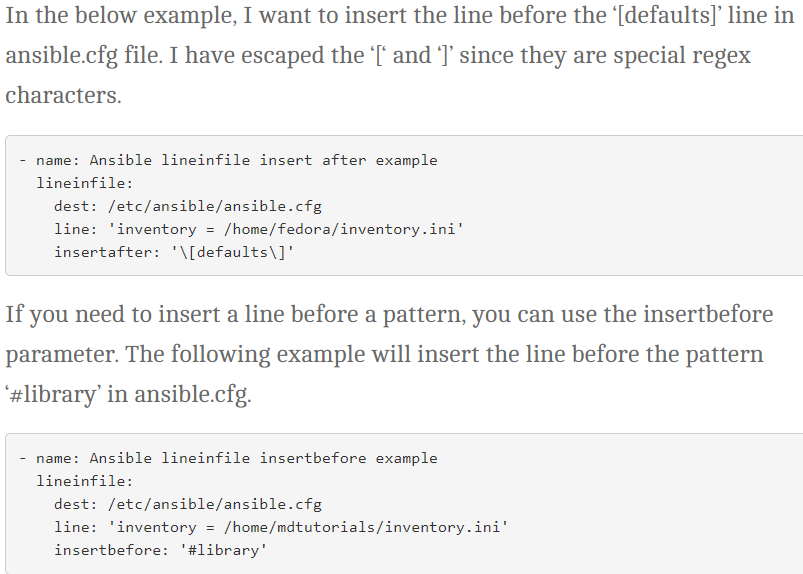 In the below example, I want to insert the line before the ‘[defaults]’ line in
ansible.cfg file. I have escaped the ‘[‘ and ‘]’ since they are special regex
characters.
- name: Ansible lineinfile insert after example
  lineinfile:
    dest: /etc/ansible/ansible.cfg
    line: 'inventory = /home/fedora/inventory.ini'
    insertafter: '\[defaults\]'
If you need to insert a line before a pattern, you can use the insertbefore
parameter. The following example will insert the line before the pattern
‘#library’ in ansible.cfg.
- name: Ansible lineinfile insertbefore example
  lineinfile:
    dest: /etc/ansible/ansible.cfg
    line: 'inventory = /home/mdtutorials/inventory.ini'
    insertbefore: '#library'